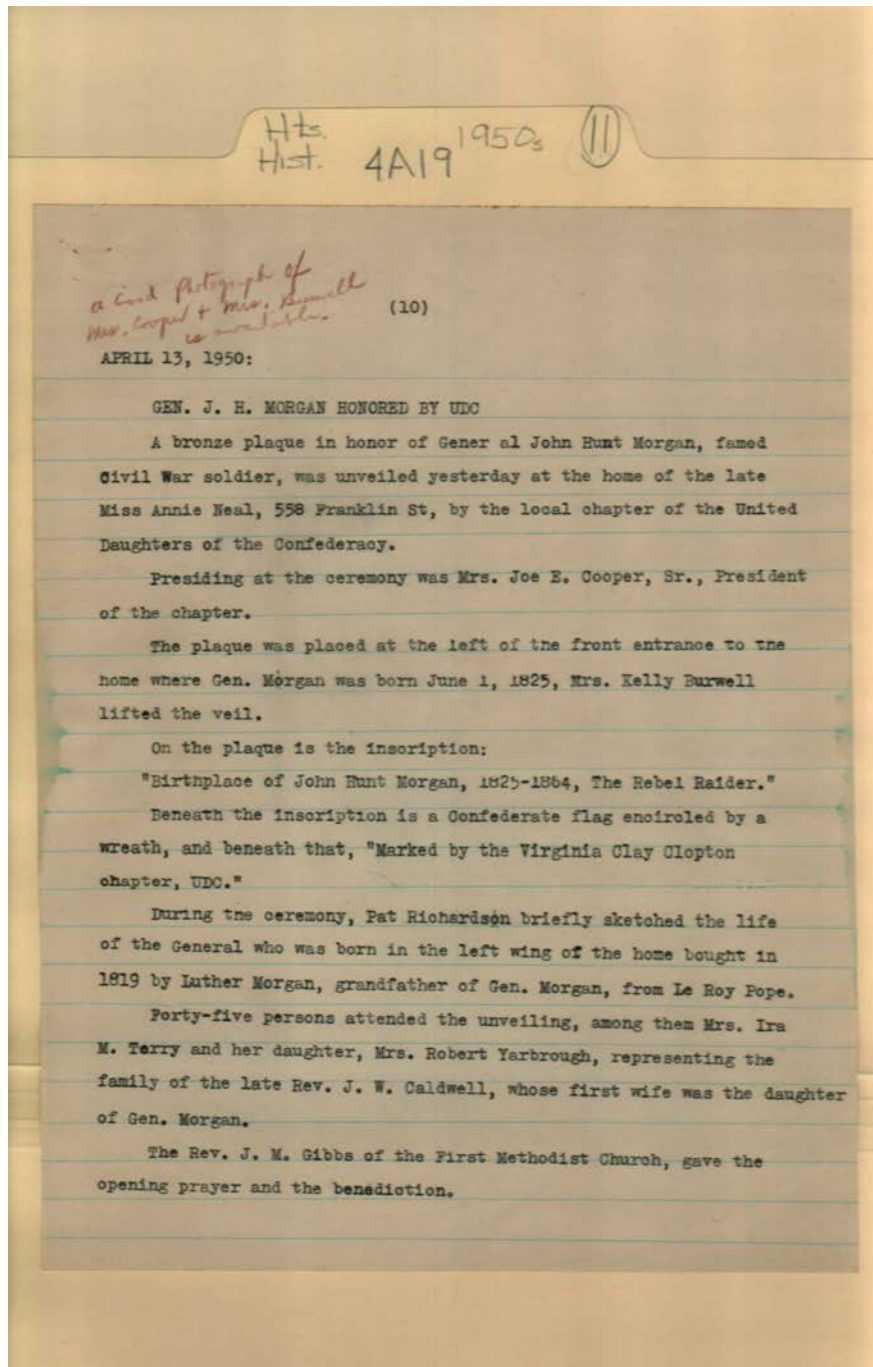 Hts.
Hist. 4A19 1950s 11
a Good Photograph of
Mrs. Cooper + Mrs. Burwell
is available.
(10)
APRIL 13, 1950:
GEN. J. H. MORGAN HONORED BY UDC
A bronze plaque in honor of Gener al John Hunt Morgan, famed
Civil War soldier, was unveiled yesterday at the home of the late
Miss Annie Neal, 558 Franklin St, by the local chapter of the United
Daughters of the Confederacy.
Presiding at the ceremony was Mrs. Joe E. Cooper, Sr., President
of the chapter.
The plaque was placed at the left of the front entrance to the
home where Gen. Morgan was born June 1, 1825, Mrs. Kelly Burwell
lifted the veil.
On the plaque is the inscription:
"Birthplace of John Hunt Morgan, 1825-1864, The Rebel Raider."
Beneath the inscription is a Confederate flag encircled by a
wreath, and beneath that, "Marked by the Virginia Clay Clopton
chapter, UDC."
During the ceremony, Pat Richardson briefly sketched the life
of the General who was born in the left wing of the home bought in
1819 by Luther Morgan, grandfather of Gen. Morgan, from Le Roy Pope.
Forty-five persons attended the unveiling, among them Mrs. Ira
M. Terry and her daughter, Mrs. Robert Yarbrough, representing the
family of the late Rev. J. W. Caldwell, whose first wife was the daughter
of Gen. Morgan.
The Rev. J. M. Gibbs of the First Methodist Church, gave the
opening prayer and the benediction.